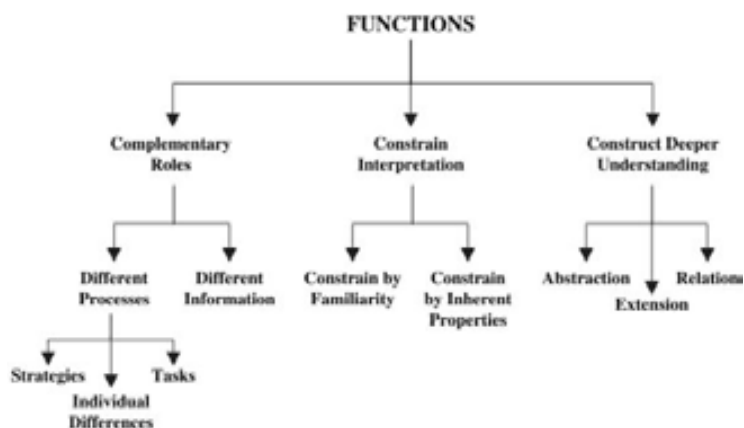 FUNCTIONS
Complementary
Roles
Constrain
Interpretation
Construct Deeper
Understanding
Different
Processes
Different
Information
Constrain by
Familiarity
Constrain
by Inherent
Properties
Abstraction
Extension
Relations
Strategies
Individual
Differences
Tasks